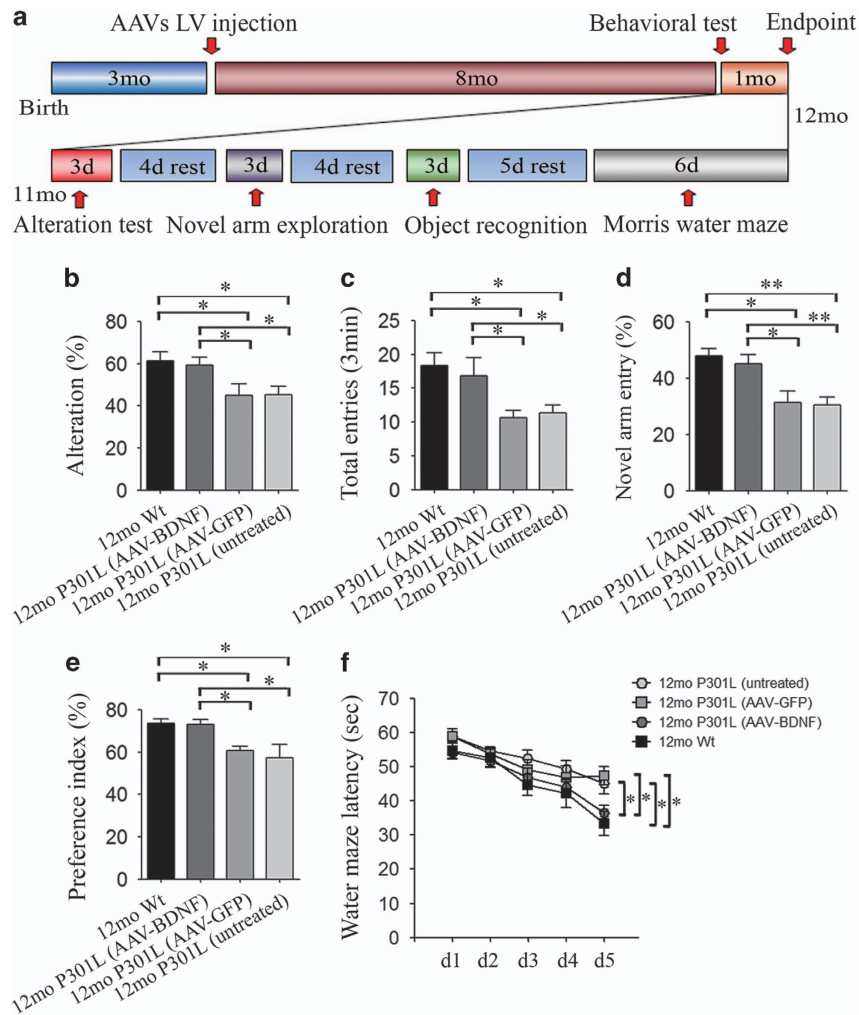 a
AAVs LV injection
Behavioral test
Endpoint
3mo
8mo
1mo
Birth
12mo
3d
4d rest
3d
4d rest
3d
5d rest
6d
11mo
Alteration test
Novel arm exploration
Object recognition
Morris water maze
b
Alteration (%)
80
60
40
20
0
*
*
*
*
12mo Wt
12mo P301L (AAV-BDNF)
12mo P301L (AAV-GFP)
12mo P301L (untreated)
c
Total entries (3min)
25
20
15
10
5
0
*
*
*
*
12mo Wt
12mo P301L (AAV-BDNF)
12mo P301L (AAV-GFP)
12mo P301L (untreated)
d
Novel arm entry (%)
60
40
20
0
**
*
**
*
12mo Wt
12mo P301L (AAV-BDNF)
12mo P301L (AAV-GFP)
12mo P301L (untreated)
e
Preference index (%)
80
60
40
20
0
*
*
*
*
12mo Wt
12mo P301L (AAV-BDNF)
12mo P301L (AAV-GFP)
12mo P301L (untreated)
f
Water maze latency (sec)
70
60
50
40
30
20
10
0
d1 d2 d3 d4 d5
12mo P301L (untreated)
12mo P301L (AAV-GFP)
12mo P301L (AAV-BDNF)
12mo Wt
* * * *